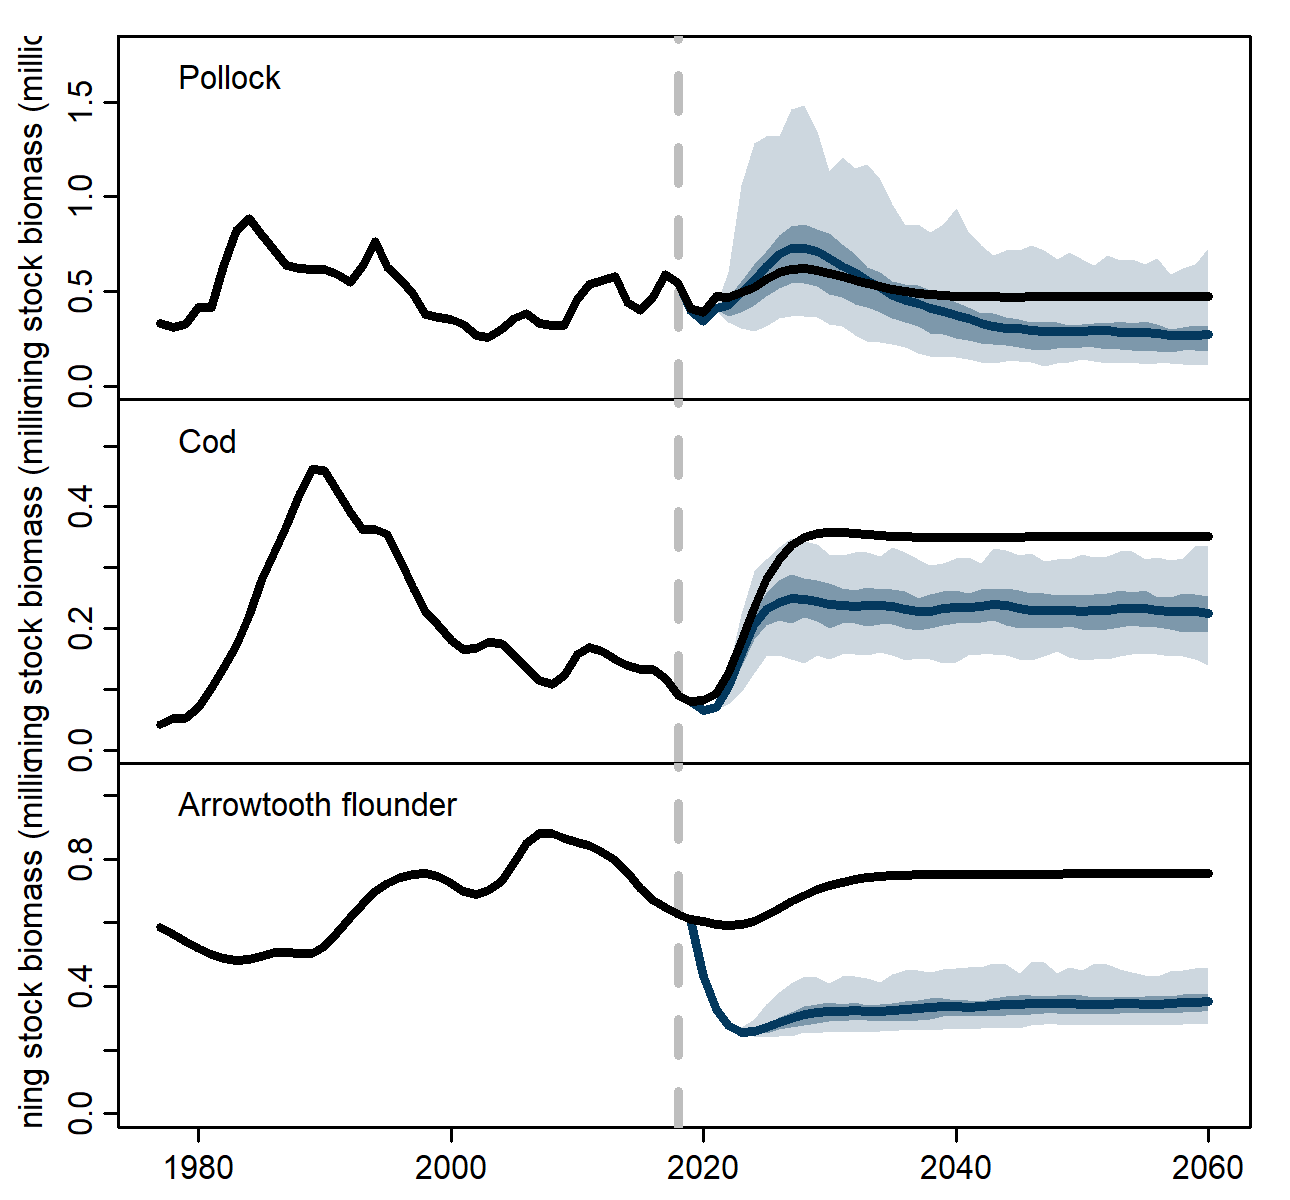 Pollock
0.0 0.5 1.0 1.5
ning stock biomass (millic
Cod
0.0 0.2 0.4
ning stock biomass (millic
Arrowtooth flounder
0.0 0.4 0.8
ning stock biomass (millic
1980 2000 2020 2040 2060